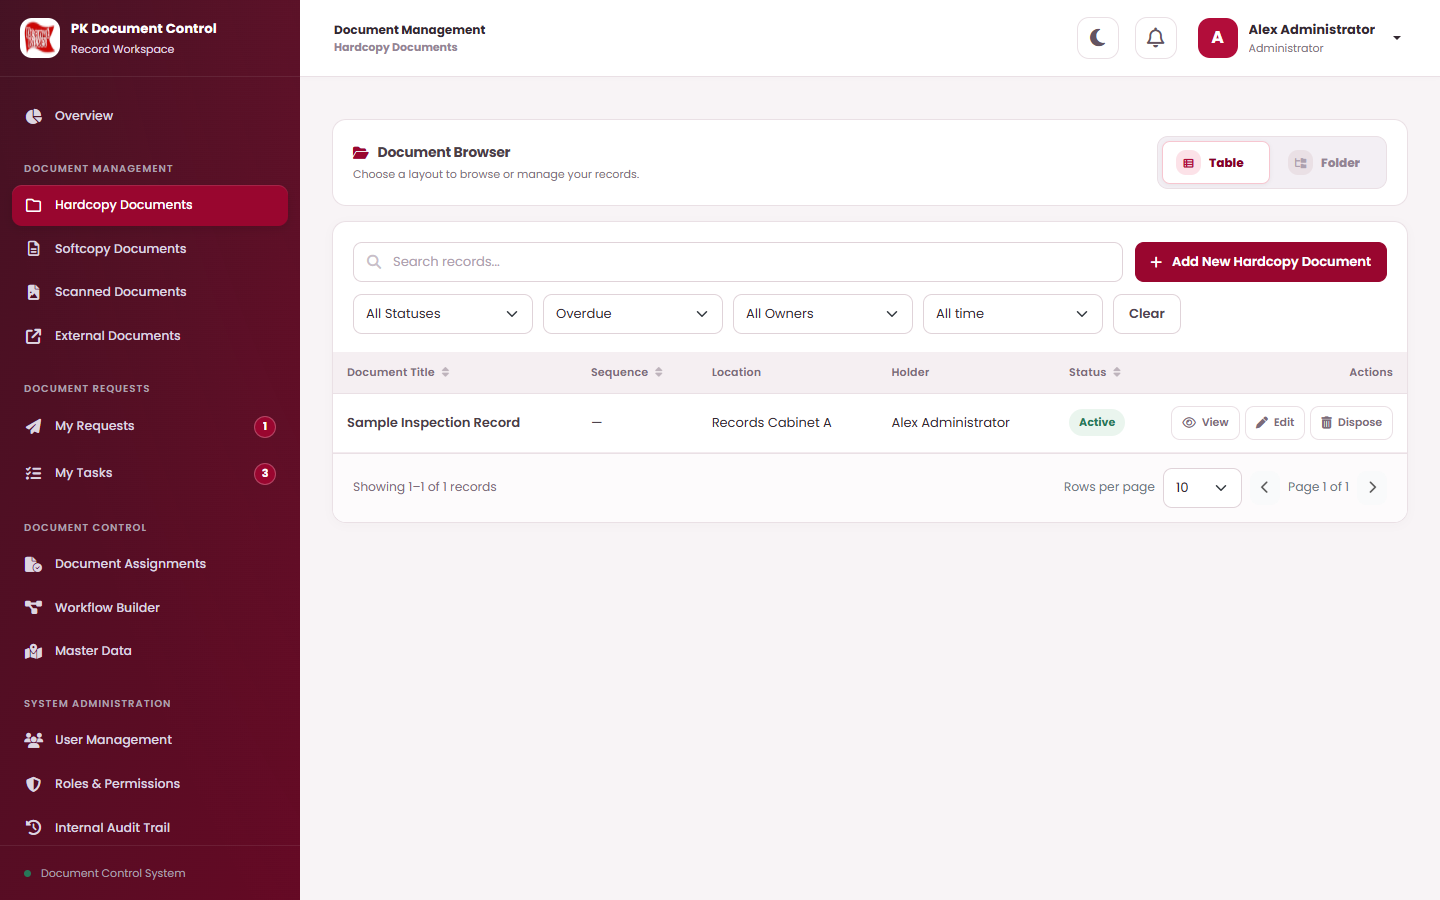 PK Document Control
Record Workspace
Overview
DOCUMENT MANAGEMENT
Hardcopy Documents
Softcopy Documents
Scanned Documents
External Documents
DOCUMENT REQUESTS
My Requests 1
My Tasks 3
DOCUMENT CONTROL
Document Assignments
Workflow Builder
Master Data
SYSTEM ADMINISTRATION
User Management
Roles & Permissions
Internal Audit Trail
Document Control System
Document Management
Hardcopy Documents
A
Alex Administrator
Administrator
Document Browser
Choose a layout to browse or manage your records.
Table Folder
Search records...
Add New Hardcopy Document
All Statuses Overdue All Owners All time Clear
Document Title Sequence Location Holder Status Actions
Sample Inspection Record — Records Cabinet A Alex Administrator Active View Edit Dispose
Showing 1–1 of 1 records Rows per page 10 Page 1 of 1